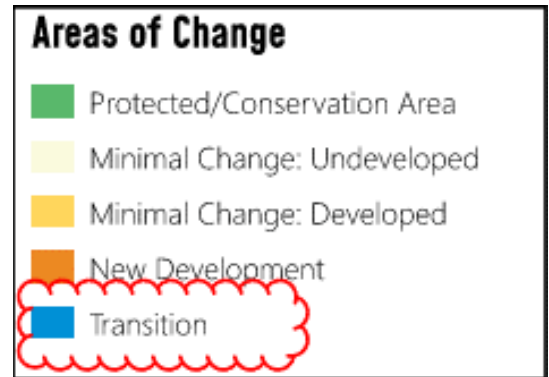 Areas of Change
Protected/Conservation Area
Minimal Change: Undeveloped
Minimal Change: Developed
New Development
Transition